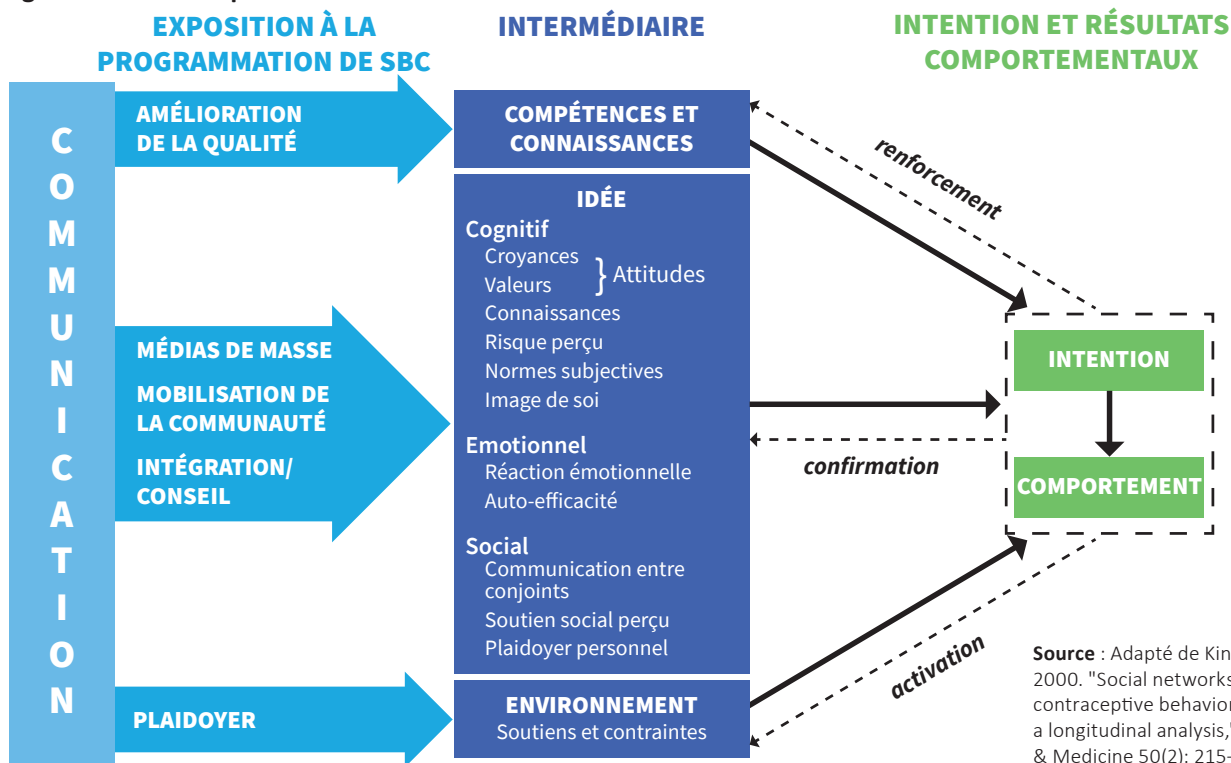 EXPOSITION À LA
PROGRAMMATION DE SBC
INTERMÉDIAIRE
INTENTION ET RÉSULTATS
COMPORTEMENTAUX
COMMUNICATION
AMÉLIORATION
DE LA QUALITÉ
MÉDIAS DE MASSE
MOBILISATION DE
LA COMMUNAUTÉ
INTÉGRATION/
CONSEIL
PLAIDOYER
COMPÉTENCES ET
CONNAISSANCES
IDÉE
Cognitif
Croyances
Valeurs
} Attitudes
Connaissances
Risque perçu
Normes subjectives
Image de soi
Emotionnel
Réaction émotionnelle
Auto-efficacité
Social
Communication entre
conjoints
Soutien social perçu
Plaidoyer personnel
ENVIRONNEMENT
Soutiens et contraintes
renforcement
confirmation
activation
INTENTION
COMPORTEMENT
Source : Adapté de Kin
2000. "Social networks
contraceptive behavior
a longitudinal analysis,"
& Medicine 50(2): 215-